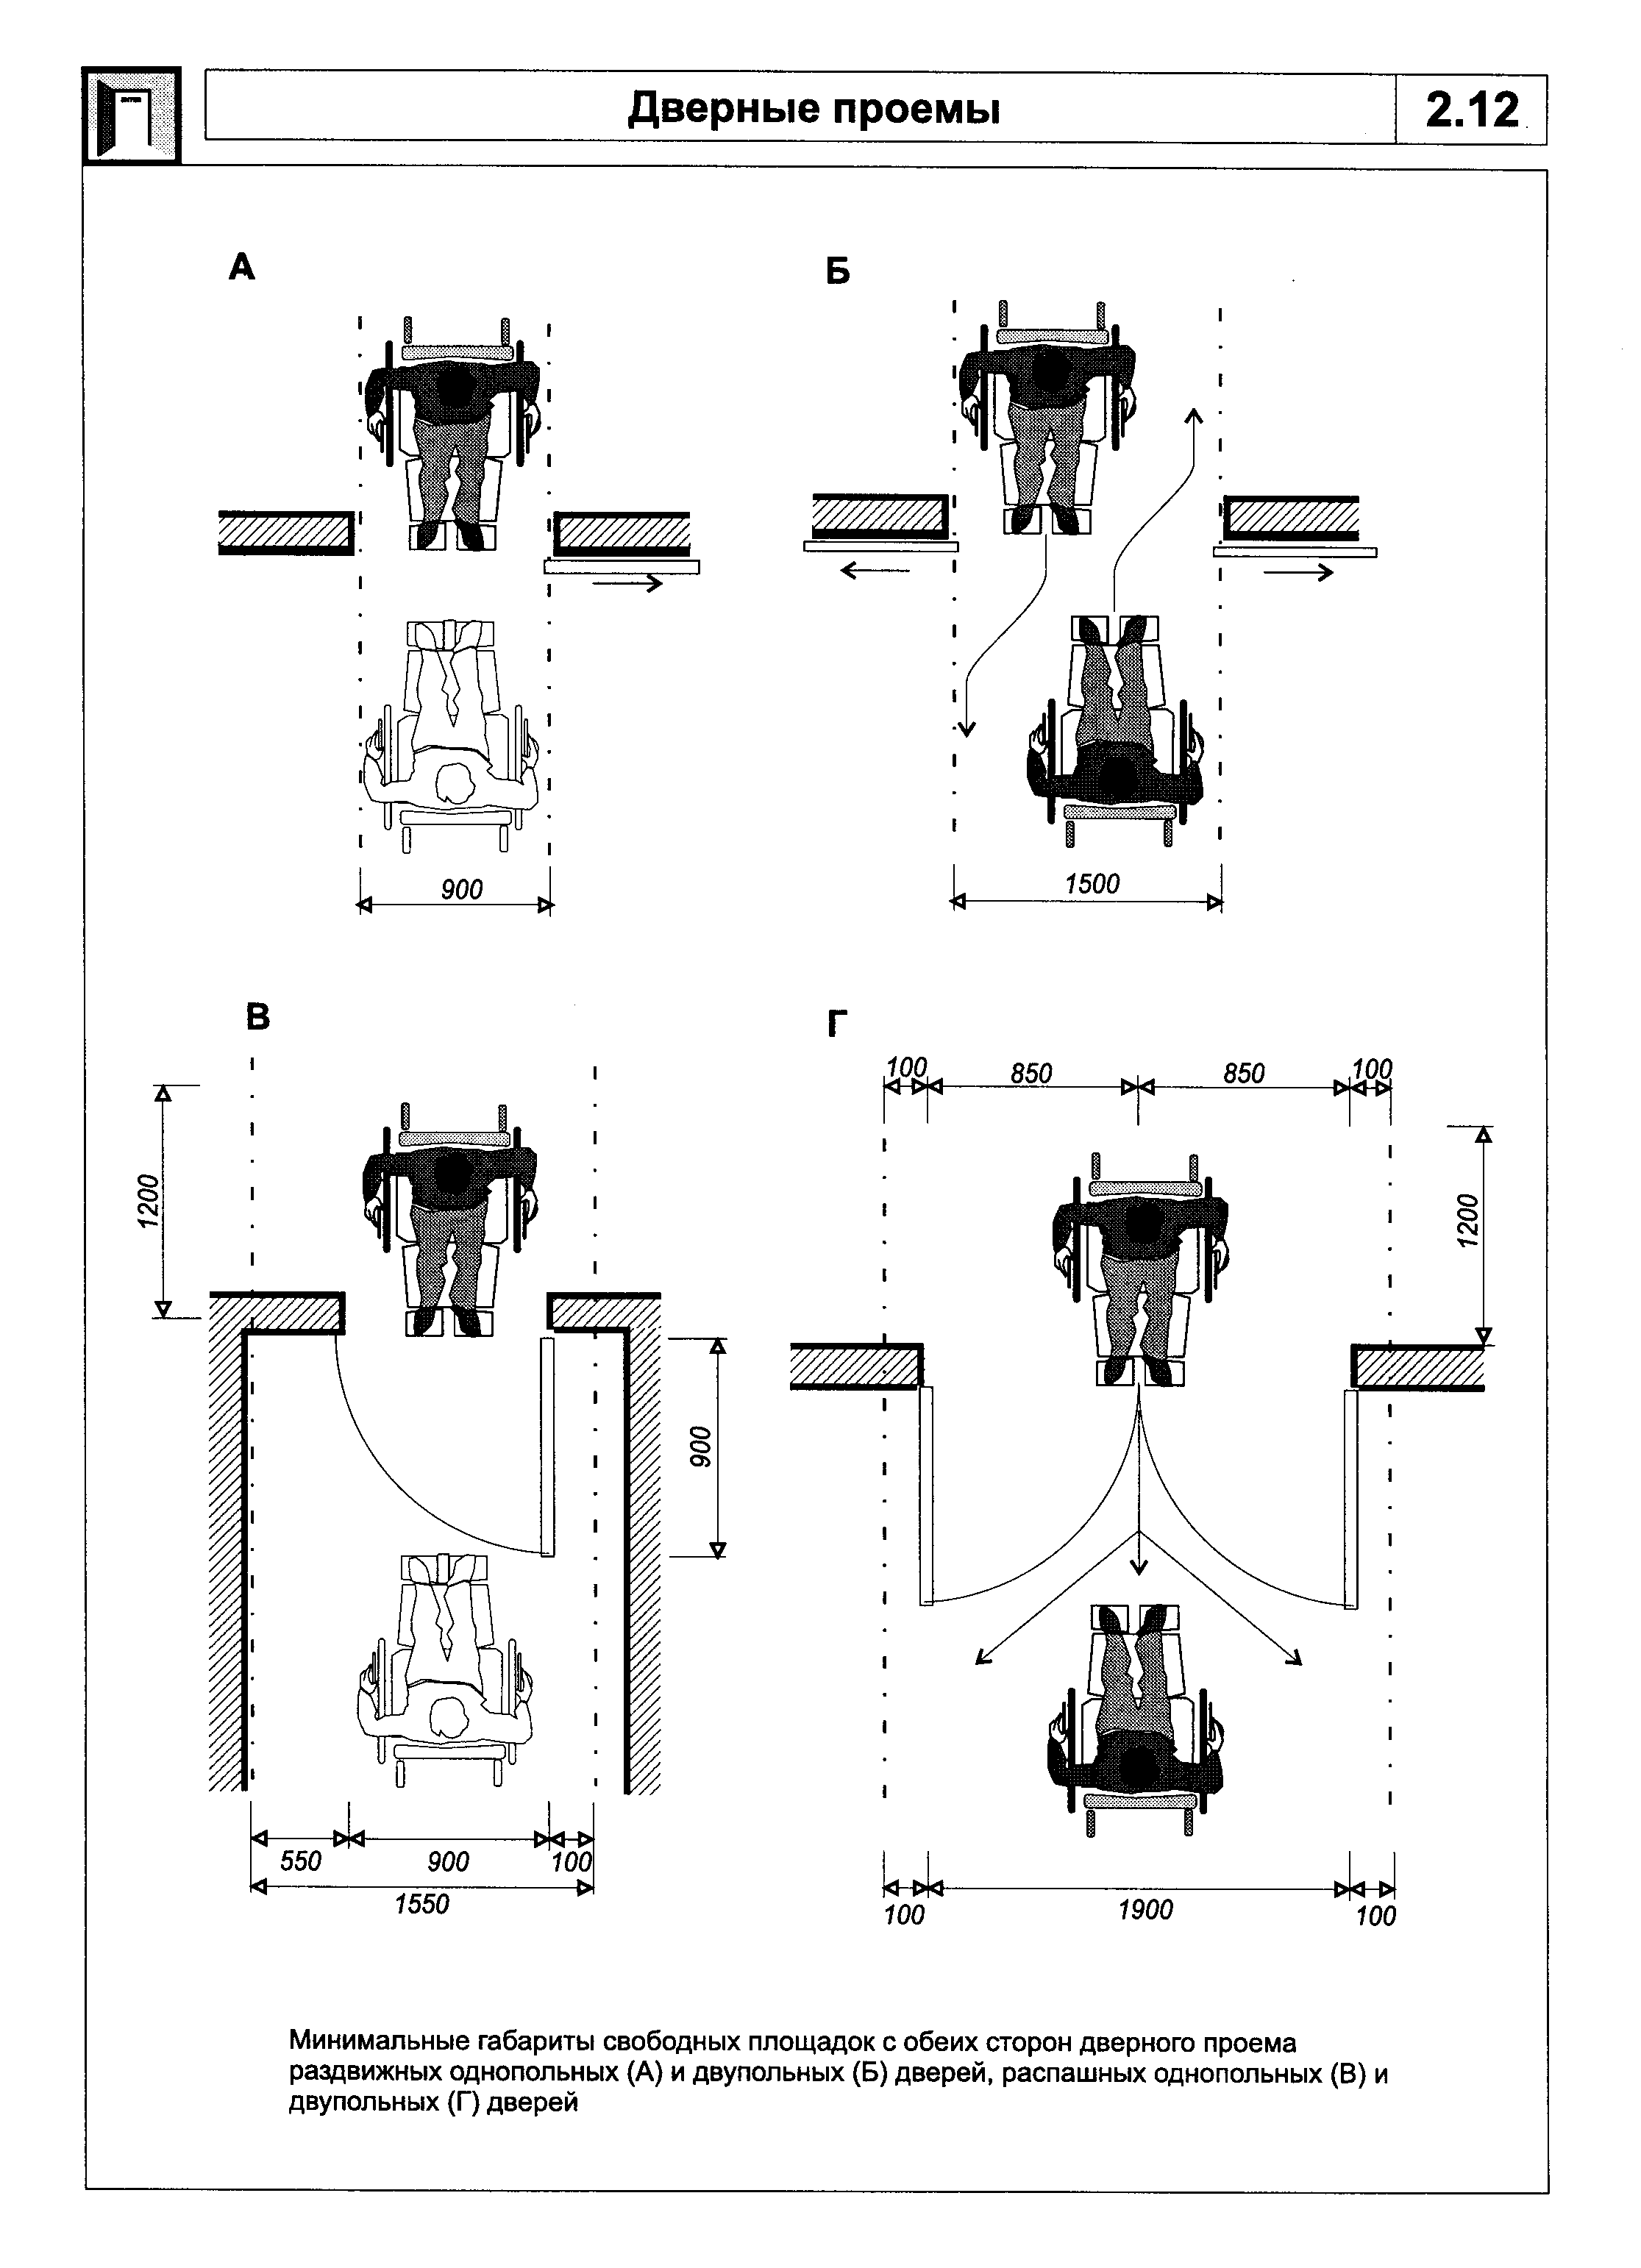 Дверные проемы
2.12
А
Б
900
1500
В
Г
100
850
850
100
1200
1200
900
550
900
100
1550
100
1900
100
Минимальные габариты свободных площадок с обеих сторон дверного проема
раздвижных однопольных (А) и двупольных (Б) дверей, распашных однопольных (В) и
двупольных (Г) дверей